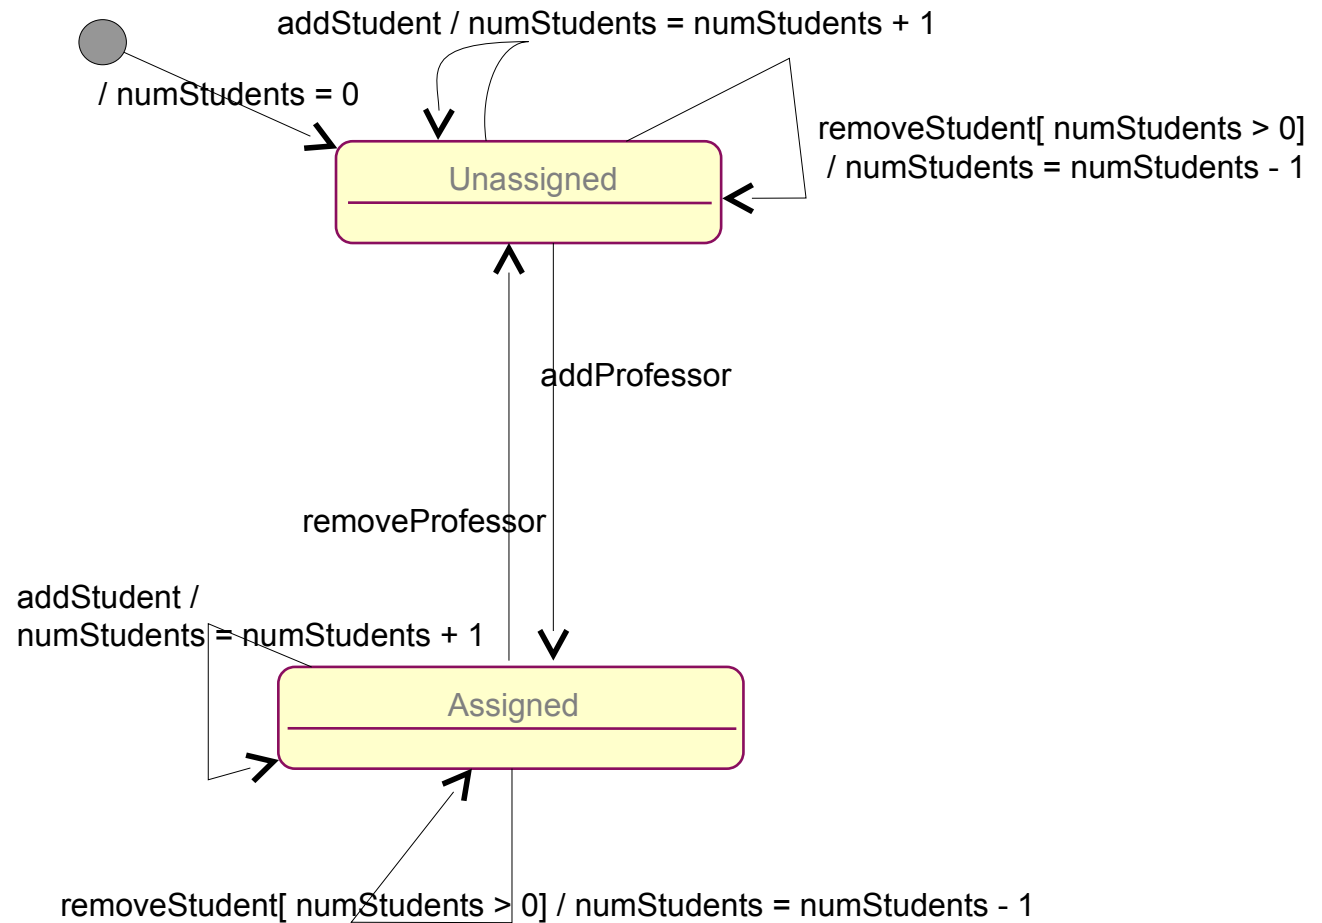 addStudent / numStudents = numStudents + 1
/ numStudents = 0
removeStudent[ numStudents > 0]
/ numStudents = numStudents - 1
Unassigned
addProfessor
removeProfessor
addStudent /
numStudents = numStudents + 1
Assigned
removeStudent[ numStudents > 0] / numStudents = numStudents - 1